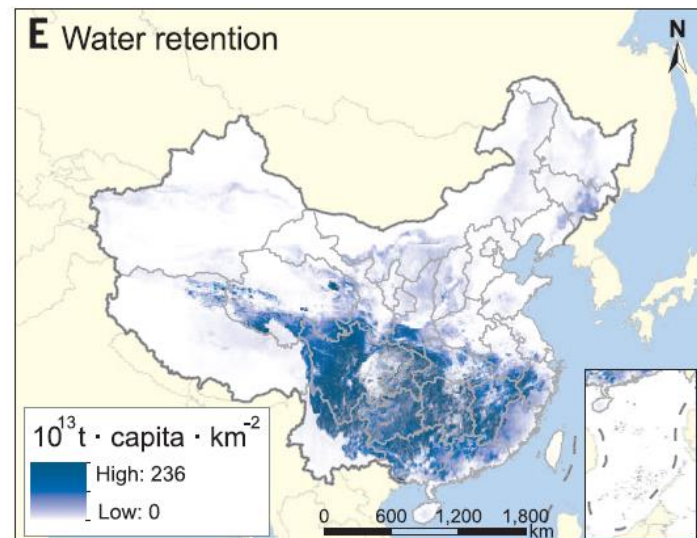 E Water retention
N
10¹³t · capita · km⁻²
High: 236
Low: 0
0 600 1,200 1,800
km